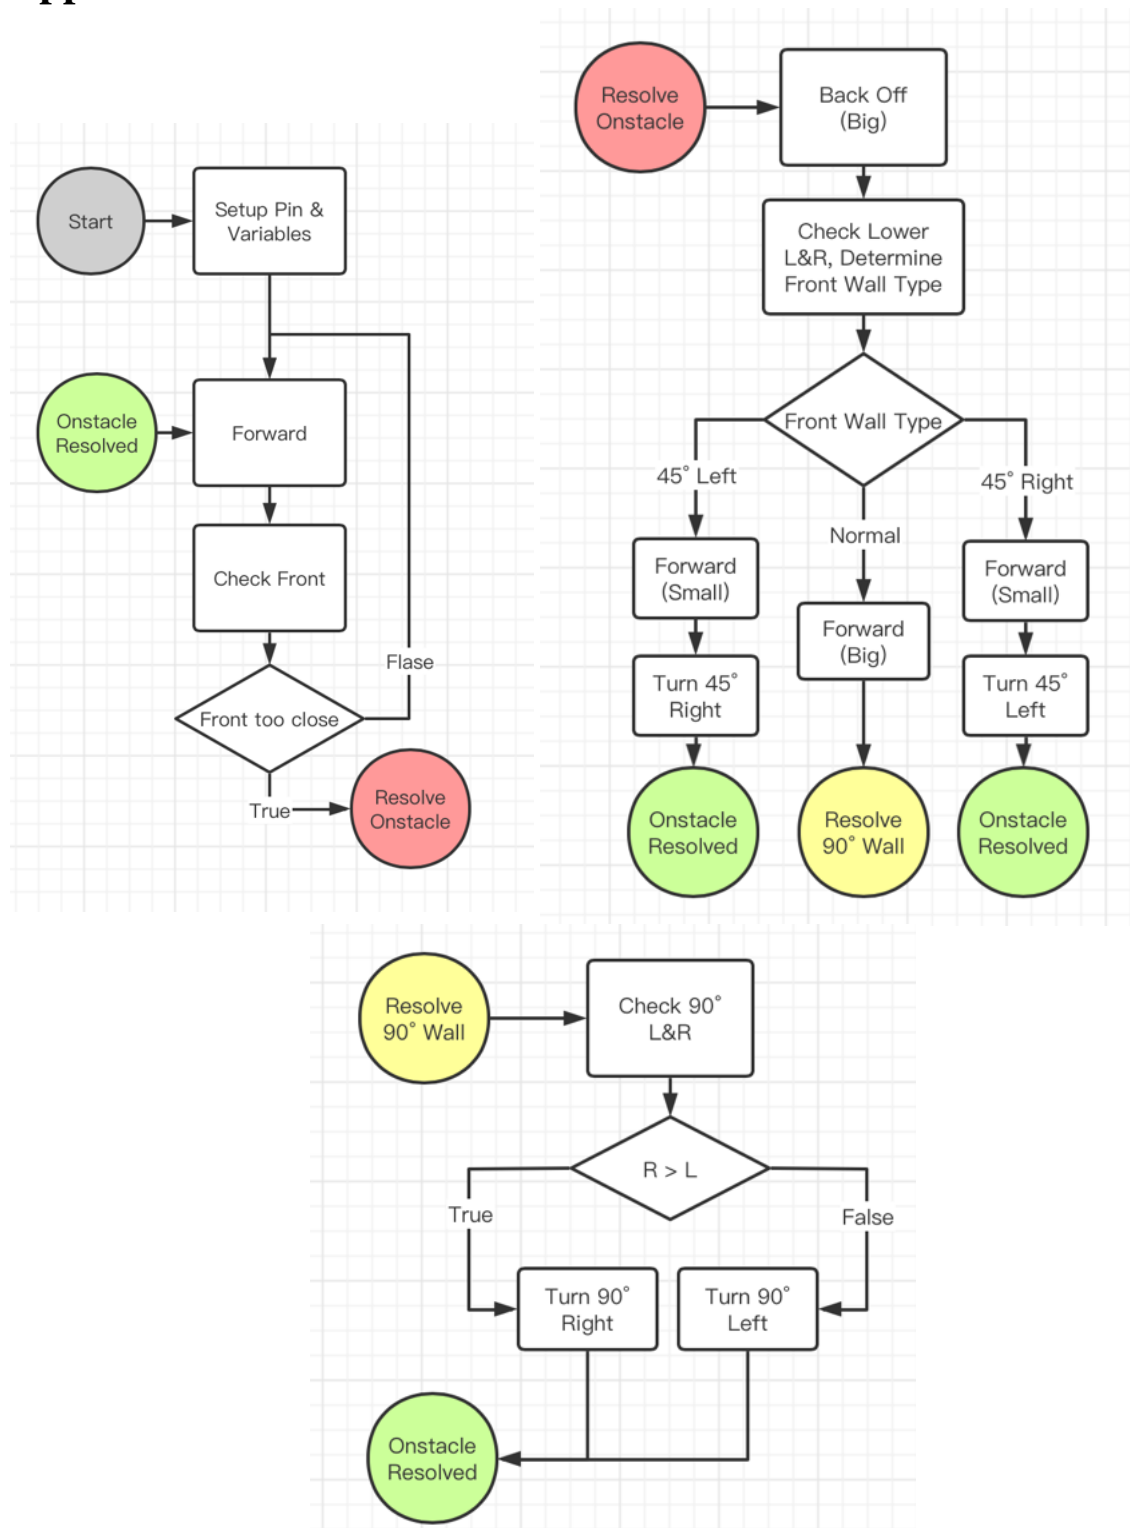 Start
Setup Pin &
Variables
Onstacle
Resolved
Forward
Check Front
Flase
Front too close
True
Resolve
Onstacle
Resolve
Onstacle
Back Off
(Big)
Check Lower
L&R, Determine
Front Wall Type
Front Wall Type
45° Left
Normal
45° Right
Forward
(Small)
Forward
(Big)
Forward
(Small)
Turn 45°
Right
Turn 45°
Left
Onstacle
Resolved
Resolve
90° Wall
Onstacle
Resolved
Resolve
90° Wall
Check 90°
L&R
R > L
True
False
Turn 90°
Right
Turn 90°
Left
Onstacle
Resolved